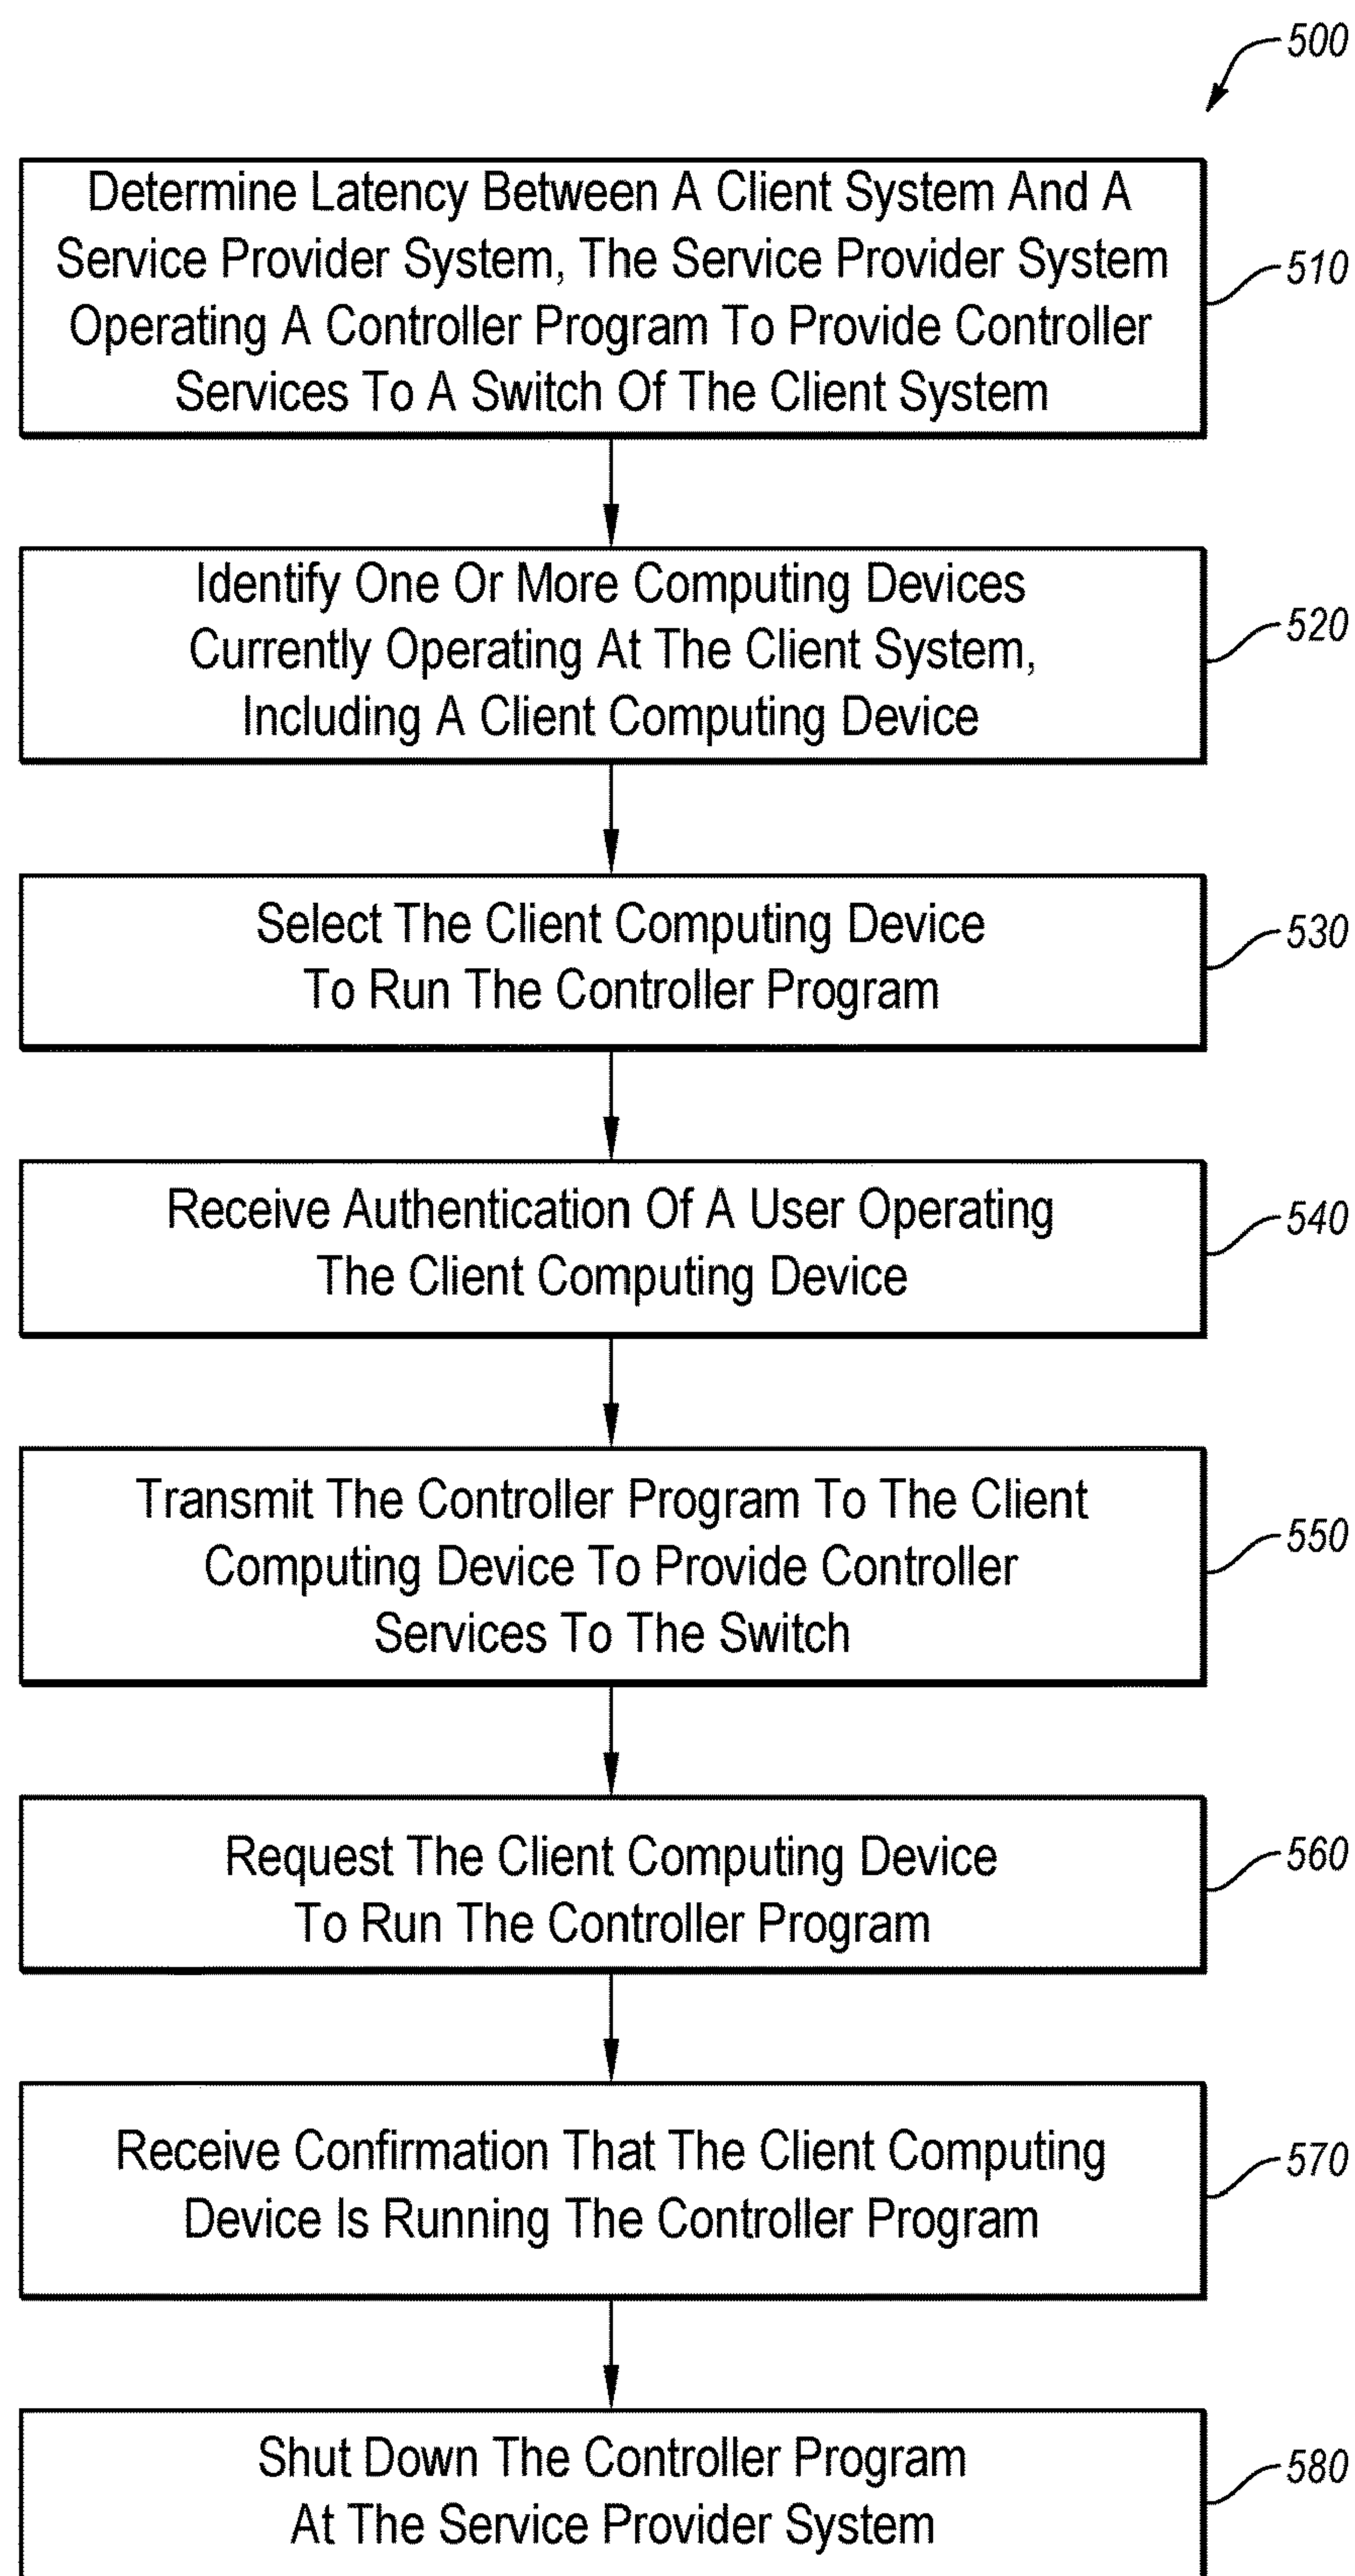 500
Determine Latency Between A Client System And A
Service Provider System, The Service Provider System
Operating A Controller Program To Provide Controller
Services To A Switch Of The Client System
510
Identify One Or More Computing Devices
Currently Operating At The Client System,
Including A Client Computing Device
520
Select The Client Computing Device
To Run The Controller Program
530
Receive Authentication Of A User Operating
The Client Computing Device
540
Transmit The Controller Program To The Client
Computing Device To Provide Controller
Services To The Switch
550
Request The Client Computing Device
To Run The Controller Program
560
Receive Confirmation That The Client Computing
Device Is Running The Controller Program
570
Shut Down The Controller Program
At The Service Provider System
580